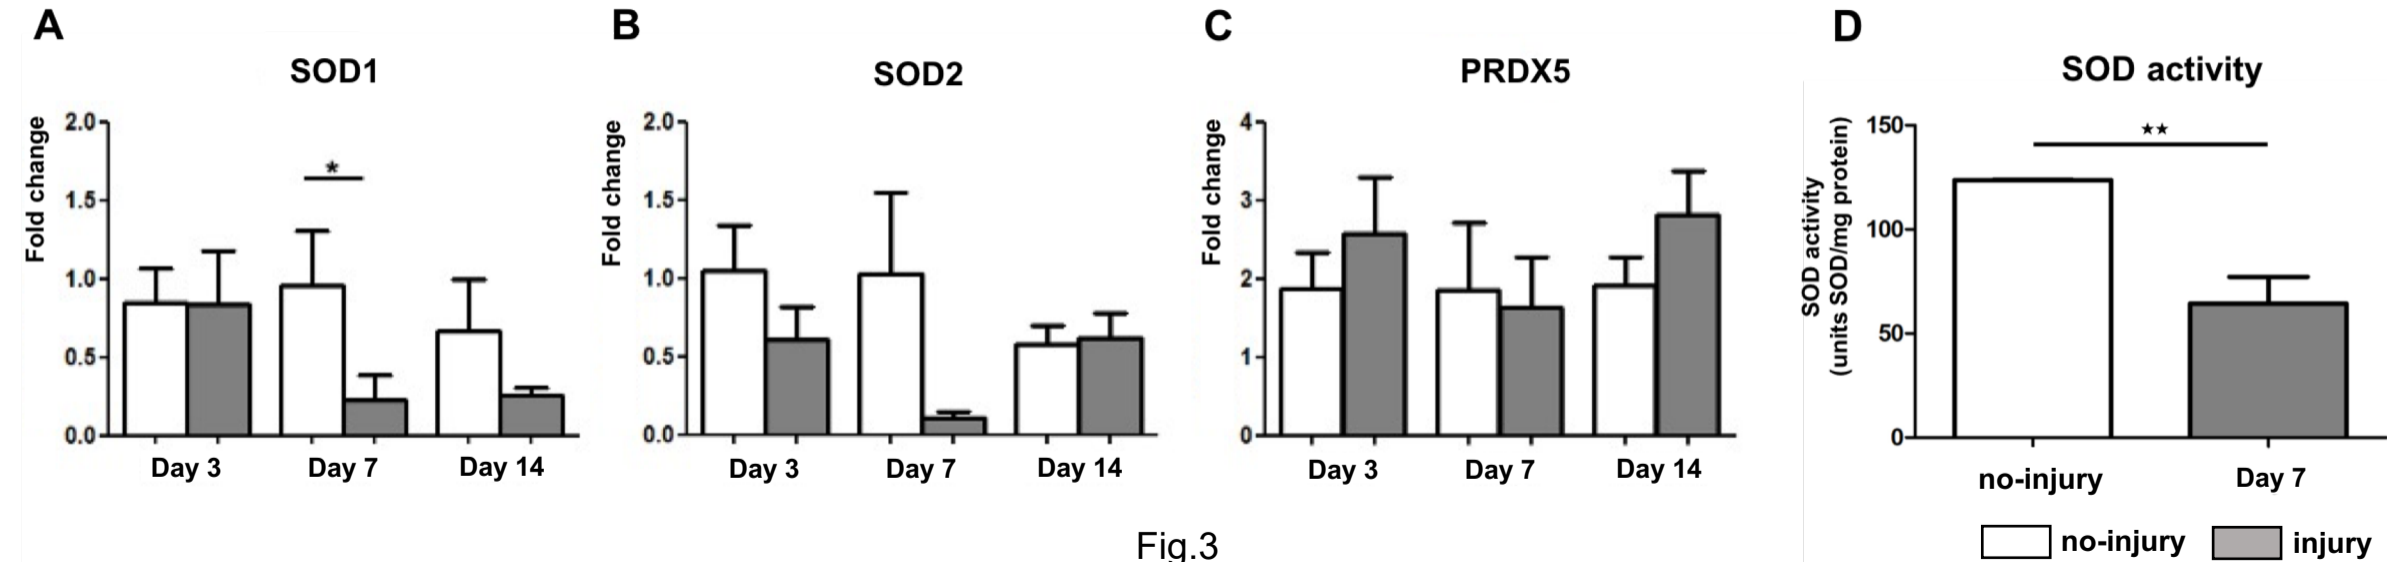 A
SOD1
Fold change
2.0
1.5
1.0
0.5
0.0
*
Day 3
Day 7
Day 14
B
SOD2
Fold change
2.0
1.5
1.0
0.5
0.0
Day 3
Day 7
Day 14
C
PRDX5
Fold change
4
3
2
1
0
Day 3
Day 7
Day 14
D
SOD activity
SOD activity
(units SOD/mg protein)
150
100
50
0
**
no-injury
Day 7
no-injury
injury
Fig.3